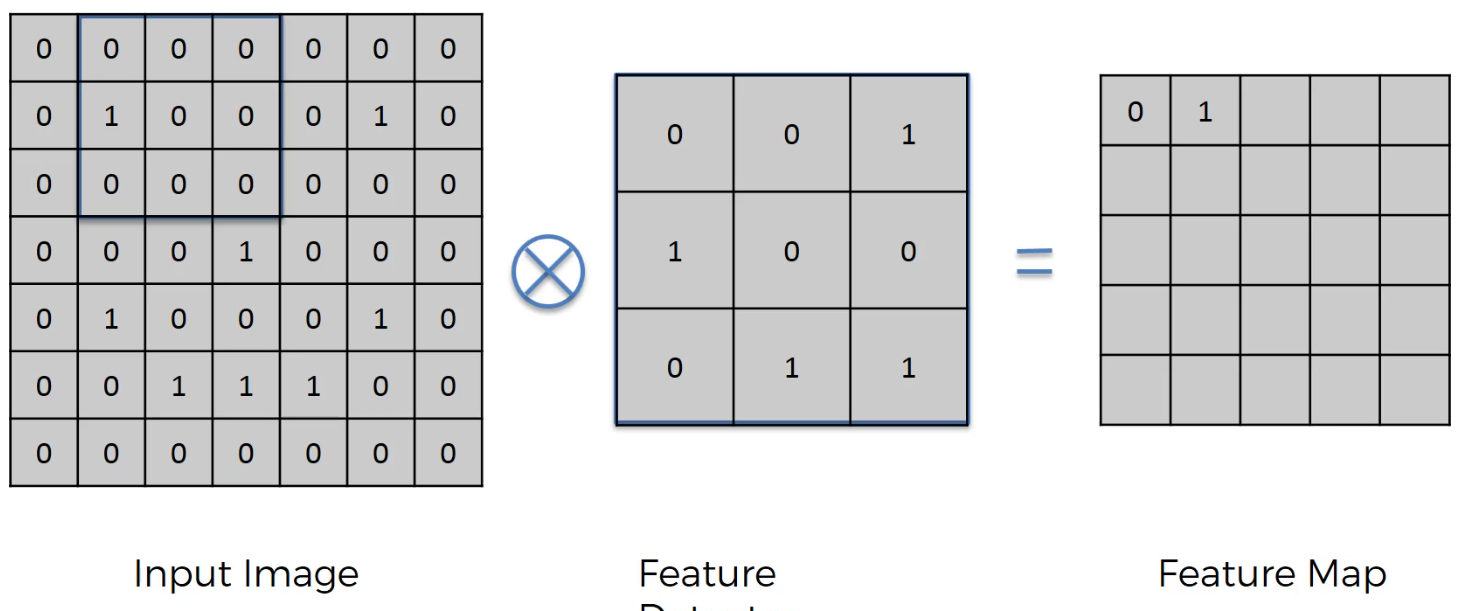 0 0 0 0 0 0 0
0 1 0 0 0 1 0
0 0 0 0 0 0 0
0 0 0 1 0 0 0
0 1 0 0 0 1 0
0 0 1 1 1 0 0
0 0 0 0 0 0 0
0 0 1
1 0 0
0 1 1
=
0 1
Input Image
Feature
Feature Map